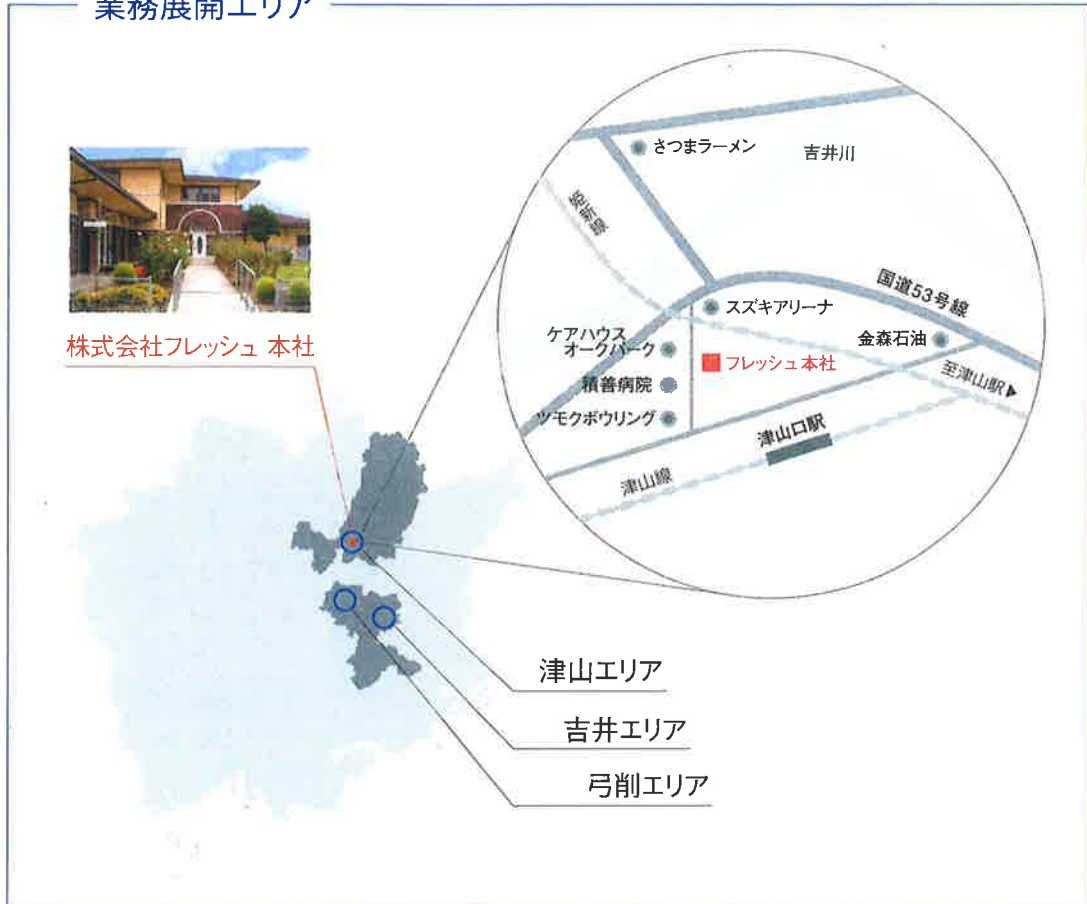 業務展開エリア
株式会社フレッシュ 本社
さつまラーメン
吉井川
姫新線
国道53号線
スズキアリーナ
ケアハウス
オークパーク
金森石油
フレッシュ本社
至津山駅▶
積善病院
ツモクボウリング
津山口駅
津山線
津山エリア
吉井エリア
弓削エリア